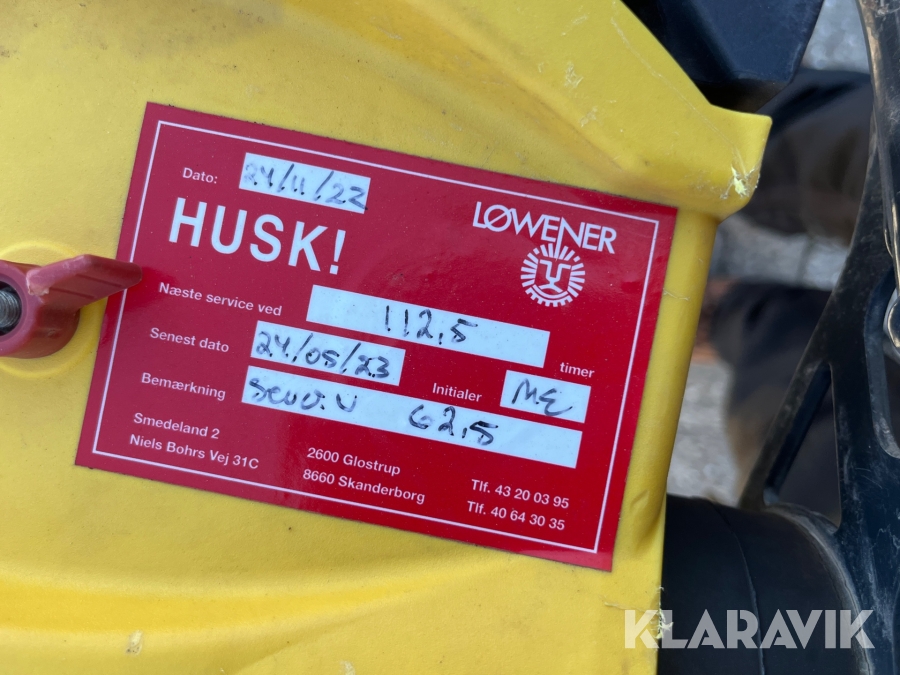 Dato: 24/11/22
LØWENER
HUSK!
Næste service ved 112,5 timer
Senest dato 24/05/23 Initialer ME
Bemærkning 62,5
Smedeland 2 2600 Glostrup Tlf. 43 20 03 95
Niels Bohrs Vej 31C 8660 Skanderborg Tlf. 40 64 30 35
KLARAVIK